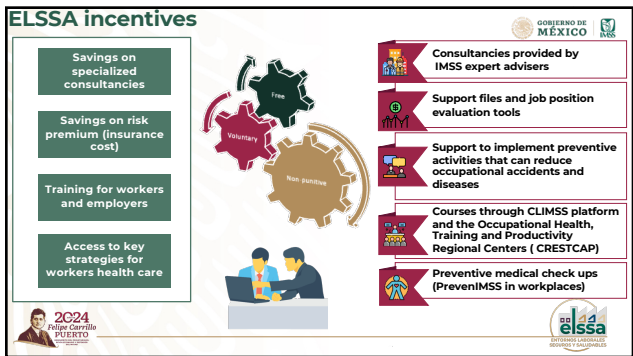 ELSSA incentives
GOBIERNO DE
MÉXICO
IMSS
Savings on
specialized
consultancies
Savings on risk
premium (insurance
cost)
Training for workers
and employers
Access to key
strategies for
workers health care
Free
Voluntary
Non-punitive
Consultancies provided by
IMSS expert advisers
Support files and job position
evaluation tools
Support to implement preventive
activities that can reduce
occupational accidents and
diseases
Courses through CLIMSS platform
and the Occupational Health,
Training and Productivity
Regional Centers ( CRESTCAP)
Preventive medical check ups
(PrevenIMSS in workplaces)
2024
Felipe Carrillo
PUERTO
elssa
ENTORNOS LABORALES
SEGUROS Y SALUDABLES